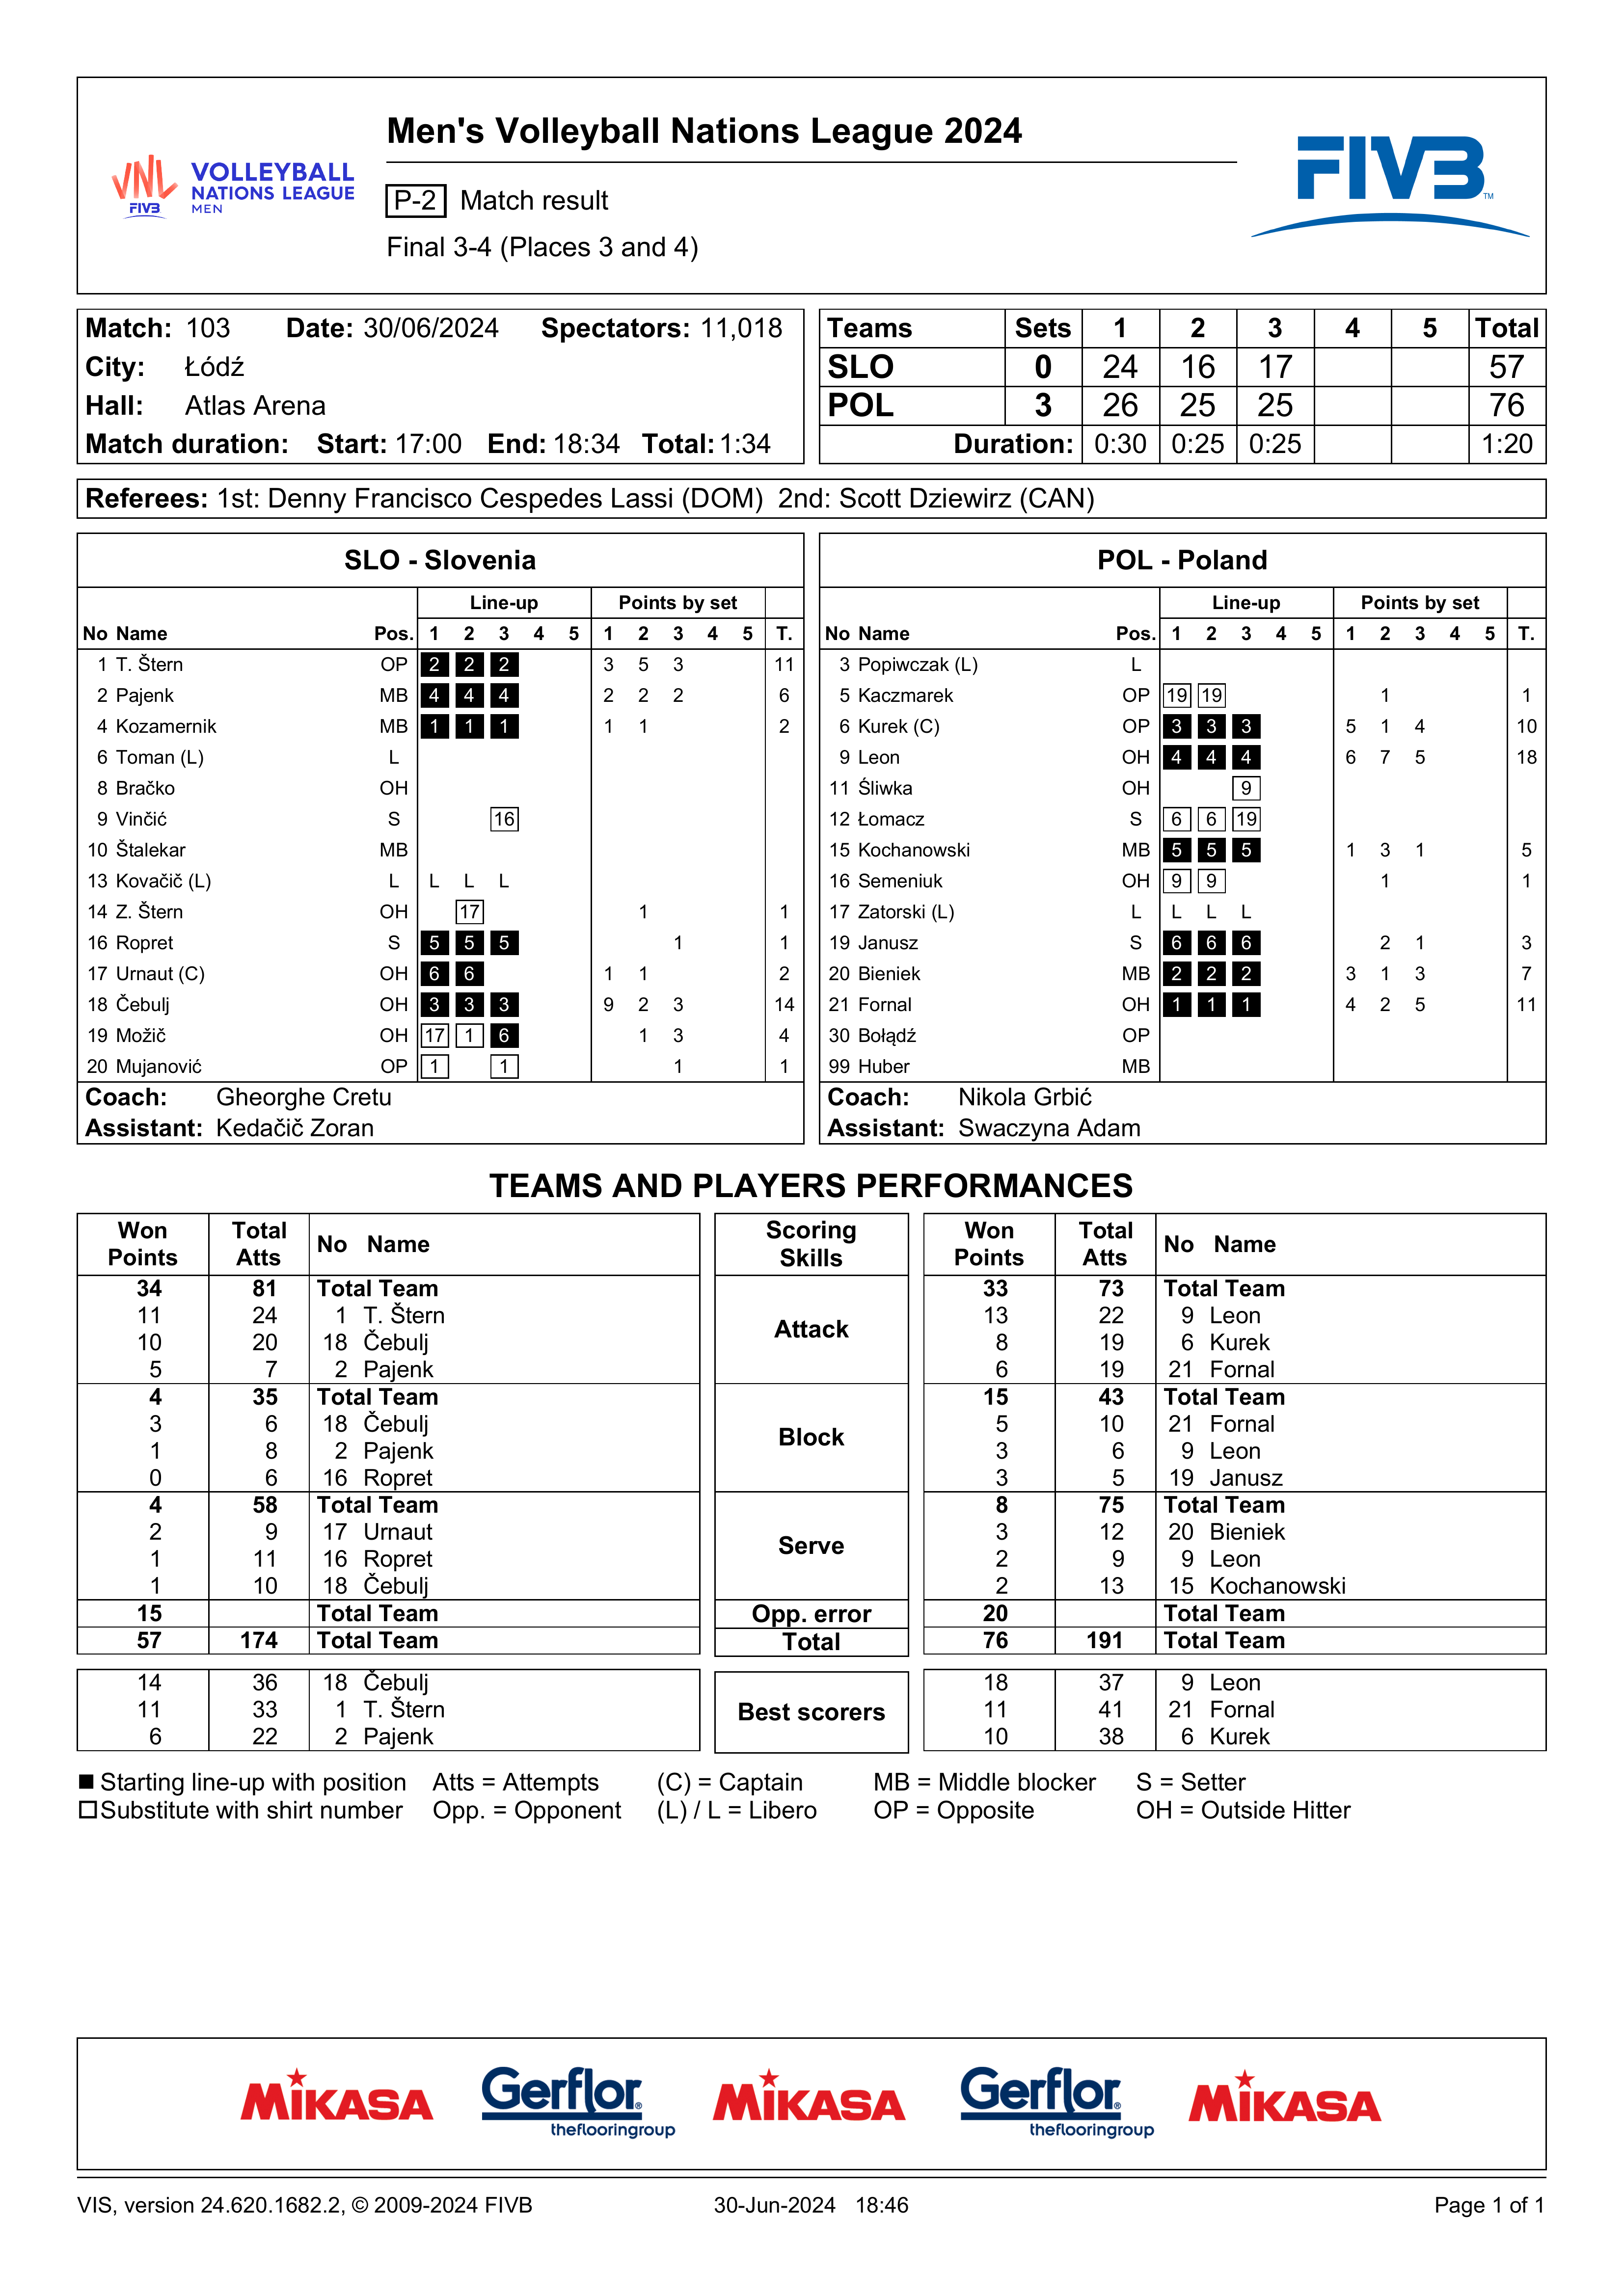 Men's Volleyball Nations League 2024
VNL FIVB VOLLEYBALL NATIONS LEAGUE MEN
P-2 Match result
Final 3-4 (Places 3 and 4)
FIVB TM
Match: 103 Date: 30/06/2024 Spectators: 11,018
City: Łódź
Hall: Atlas Arena
Match duration: Start: 17:00 End: 18:34 Total: 1:34
Teams Sets 1 2 3 4 5 Total
SLO 0 24 16 17 57
POL 3 26 25 25 76
Duration: 0:30 0:25 0:25 1:20
Referees: 1st: Denny Francisco Cespedes Lassi (DOM) 2nd: Scott Dziewirz (CAN)
SLO - Slovenia
Line-up Points by set
No Name Pos. 1 2 3 4 5 1 2 3 4 5 T.
1 T. Štern OP 2 2 2 3 5 3 11
2 Pajenk MB 4 4 4 2 2 2 6
4 Kozamernik MB 1 1 1 1 1 2
6 Toman (L) L
8 Bračko OH
9 Vinčić S 16
10 Štalekar MB
13 Kovačič (L) L L L L
14 Z. Štern OH 17 1 1
16 Ropret S 5 5 5 1 1
17 Urnaut (C) OH 6 6 1 1 2
18 Čebulj OH 3 3 3 9 2 3 14
19 Možič OH 17 1 6 1 3 4
20 Mujanović OP 1 1 1 1
Coach: Gheorghe Cretu
Assistant: Kedačič Zoran
POL - Poland
Line-up Points by set
No Name Pos. 1 2 3 4 5 1 2 3 4 5 T.
3 Popiwczak (L) L
5 Kaczmarek OP 19 19 1 1
6 Kurek (C) OP 3 3 3 5 1 4 10
9 Leon OH 4 4 4 6 7 5 18
11 Śliwka OH 9
12 Łomacz S 6 6 19
15 Kochanowski MB 5 5 5 1 3 1 5
16 Semeniuk OH 9 9 1 1
17 Zatorski (L) L L L L
19 Janusz S 6 6 6 2 1 3
20 Bieniek MB 2 2 2 3 1 3 7
21 Fornal OH 1 1 1 4 2 5 11
30 Bołądź OP
99 Huber MB
Coach: Nikola Grbić
Assistant: Swaczyna Adam
TEAMS AND PLAYERS PERFORMANCES
Won Points Total Atts No Name Scoring Skills Won Points Total Atts No Name
34 81 Total Team Attack 33 73 Total Team
11 24 1 T. Štern 13 22 9 Leon
10 20 18 Čebulj 8 19 6 Kurek
5 7 2 Pajenk 6 19 21 Fornal
4 35 Total Team Block 15 43 Total Team
3 6 18 Čebulj 5 10 21 Fornal
1 8 2 Pajenk 3 6 9 Leon
0 6 16 Ropret 3 5 19 Janusz
4 58 Total Team Serve 8 75 Total Team
2 9 17 Urnaut 3 12 20 Bieniek
1 11 16 Ropret 2 9 9 Leon
1 10 18 Čebulj 2 13 15 Kochanowski
15 Total Team Opp. error 20 Total Team
57 174 Total Team Total 76 191 Total Team
14 36 18 Čebulj Best scorers 18 37 9 Leon
11 33 1 T. Štern 11 41 21 Fornal
6 22 2 Pajenk 10 38 6 Kurek
Starting line-up with position Atts = Attempts (C) = Captain MB = Middle blocker S = Setter
Substitute with shirt number Opp. = Opponent (L) / L = Libero OP = Opposite OH = Outside Hitter
MIKASA Gerflor® theflooringgroup MIKASA Gerflor® theflooringgroup MIKASA
VIS, version 24.620.1682.2, © 2009-2024 FIVB 30-Jun-2024 18:46 Page 1 of 1